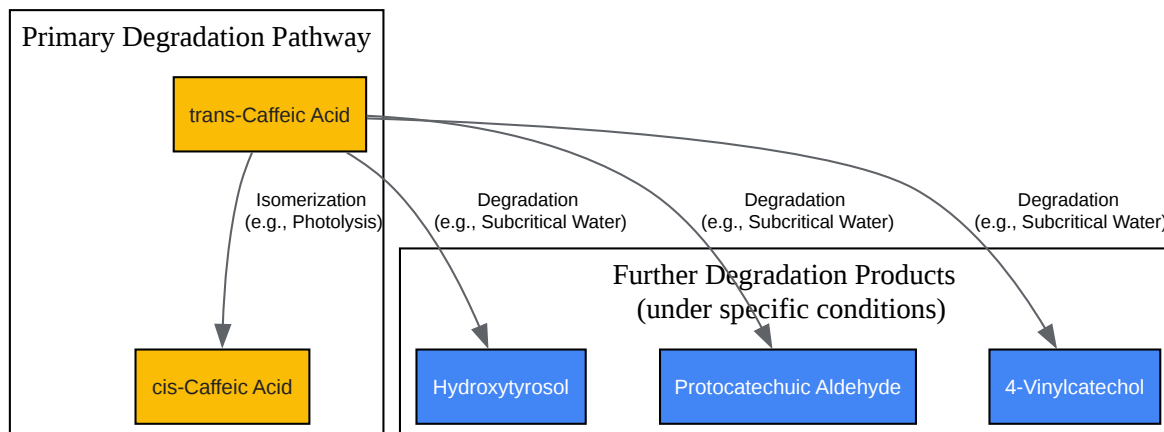 Primary Degradation Pathway
trans-Caffeic Acid
Isomerization
(e.g., Photolysis)
Degradation
(e.g., Subcritical Water)
Degradation
(e.g., Subcritical Water)
Degradation
(e.g., Subcritical Water)
Further Degradation Products
(under specific conditions)
cis-Caffeic Acid
Hydroxytyrosol
Protocatechuic Aldehyde
4-Vinylcatechol